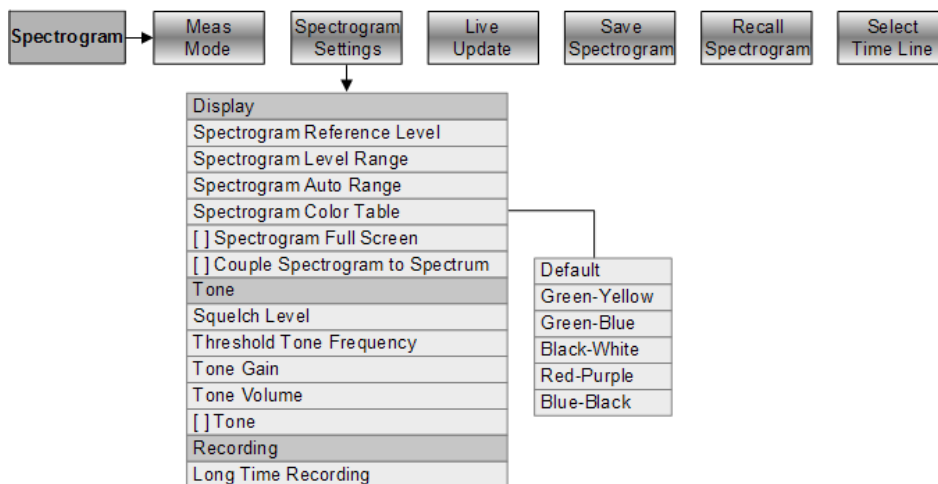 Spectrogram
Meas
Mode
Spectrogram
Settings
Live
Update
Save
Spectrogram
Recall
Spectrogram
Select
Time Line
Display
Spectrogram Reference Level
Spectrogram Level Range
Spectrogram Auto Range
Spectrogram Color Table
[ ] Spectrogram Full Screen
[ ] Couple Spectrogram to Spectrum
Tone
Squelch Level
Threshold Tone Frequency
Tone Gain
Tone Volume
[ ] Tone
Recording
Long Time Recording
Default
Green-Yellow
Green-Blue
Black-White
Red-Purple
Blue-Black